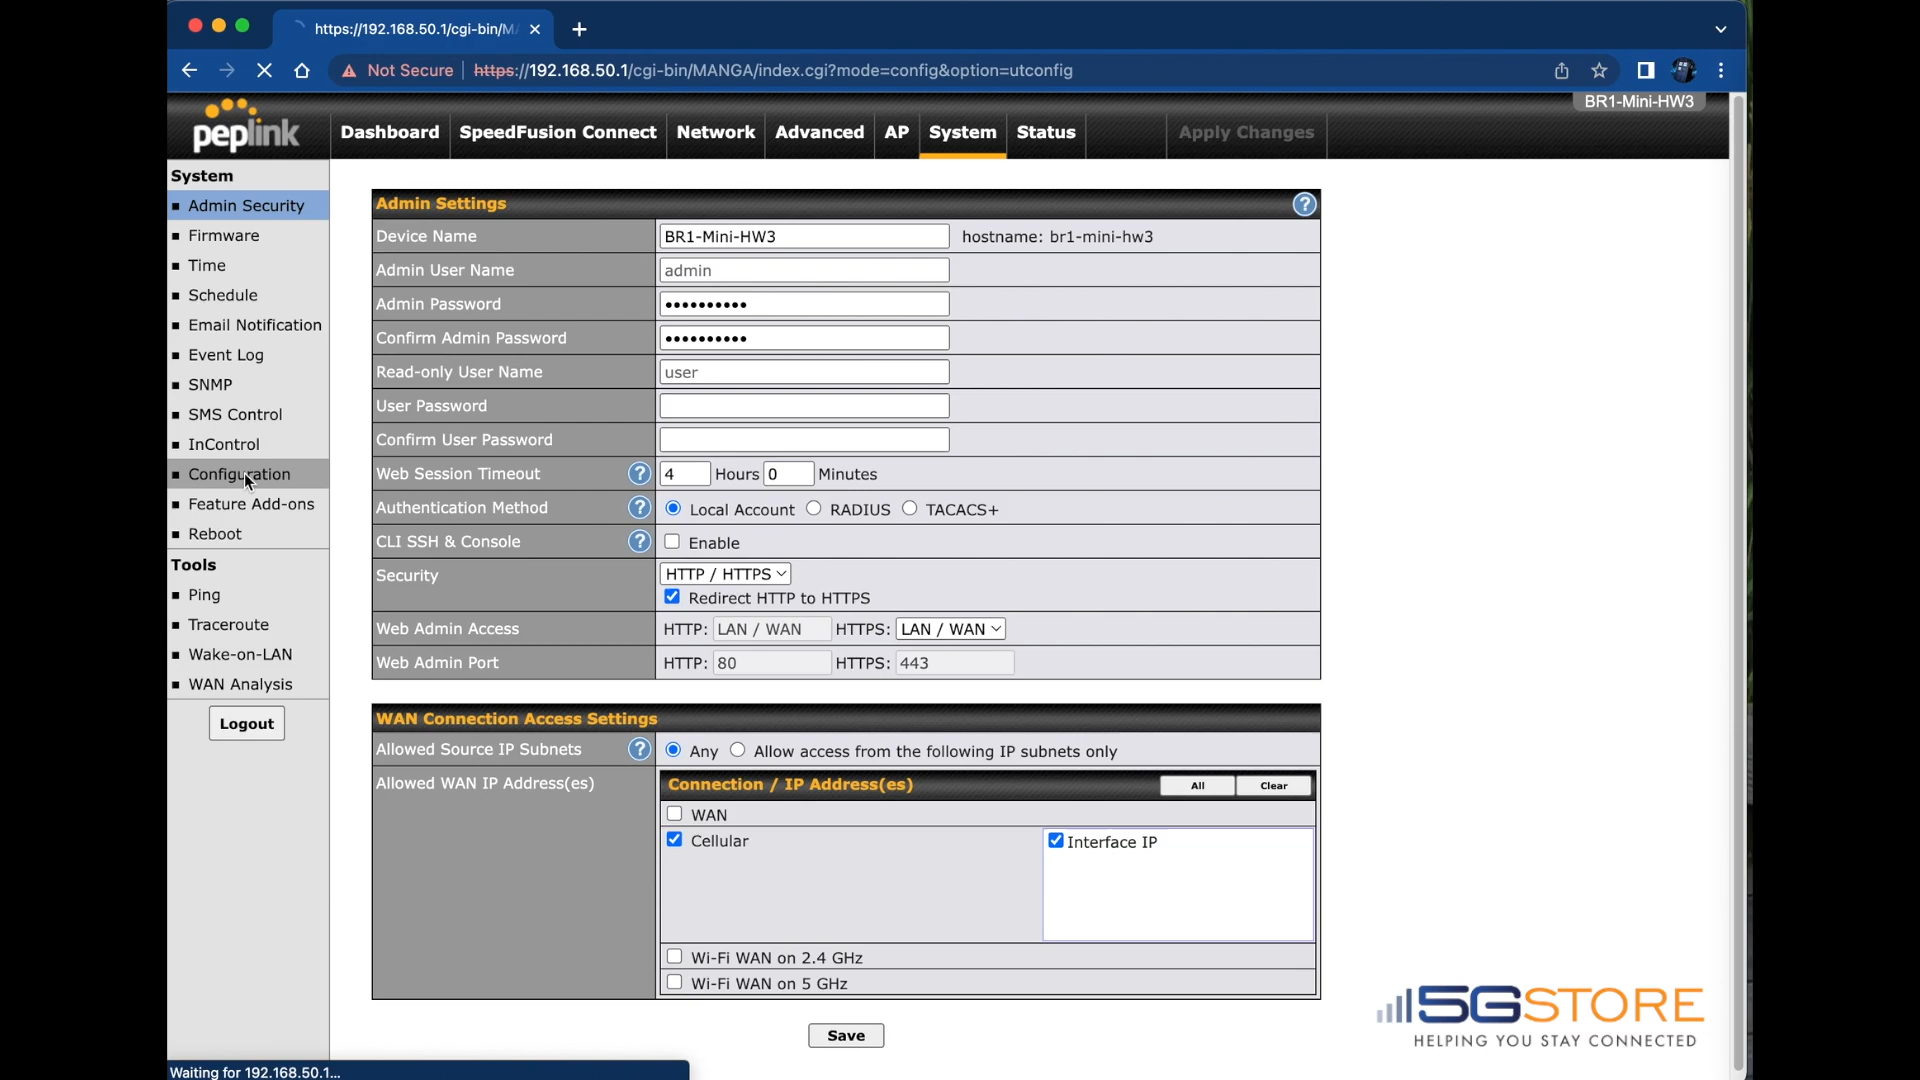 https://192.168.50.1/cgi-bin/M
Not Secure https://192.168.50.1/cgi-bin/MANGA/index.cgi?mode=config&option=utconfig
BR1-Mini-HW3
peplink Dashboard SpeedFusion Connect Network Advanced AP System Status Apply Changes
System
Admin Security
Firmware
Time
Schedule
Email Notification
Event Log
SNMP
SMS Control
InControl
Configuration
Feature Add-ons
Reboot
Tools
Ping
Traceroute
Wake-on-LAN
WAN Analysis
Logout
Admin Settings ?
Device Name BR1-Mini-HW3 hostname: br1-mini-hw3
Admin User Name admin
Admin Password ••••••••••
Confirm Admin Password ••••••••••
Read-only User Name user
User Password
Confirm User Password
Web Session Timeout ? 4 Hours 0 Minutes
Authentication Method ? Local Account RADIUS TACACS+
CLI SSH & Console ? Enable
Security HTTP / HTTPS
Redirect HTTP to HTTPS
Web Admin Access HTTP: LAN / WAN HTTPS: LAN / WAN
Web Admin Port HTTP: 80 HTTPS: 443
WAN Connection Access Settings
Allowed Source IP Subnets ? Any Allow access from the following IP subnets only
Allowed WAN IP Address(es) Connection / IP Address(es) All Clear
WAN
Cellular Interface IP
Wi-Fi WAN on 2.4 GHz
Wi-Fi WAN on 5 GHz
Save
5GSTORE
HELPING YOU STAY CONNECTED
Waiting for 192.168.50.1...